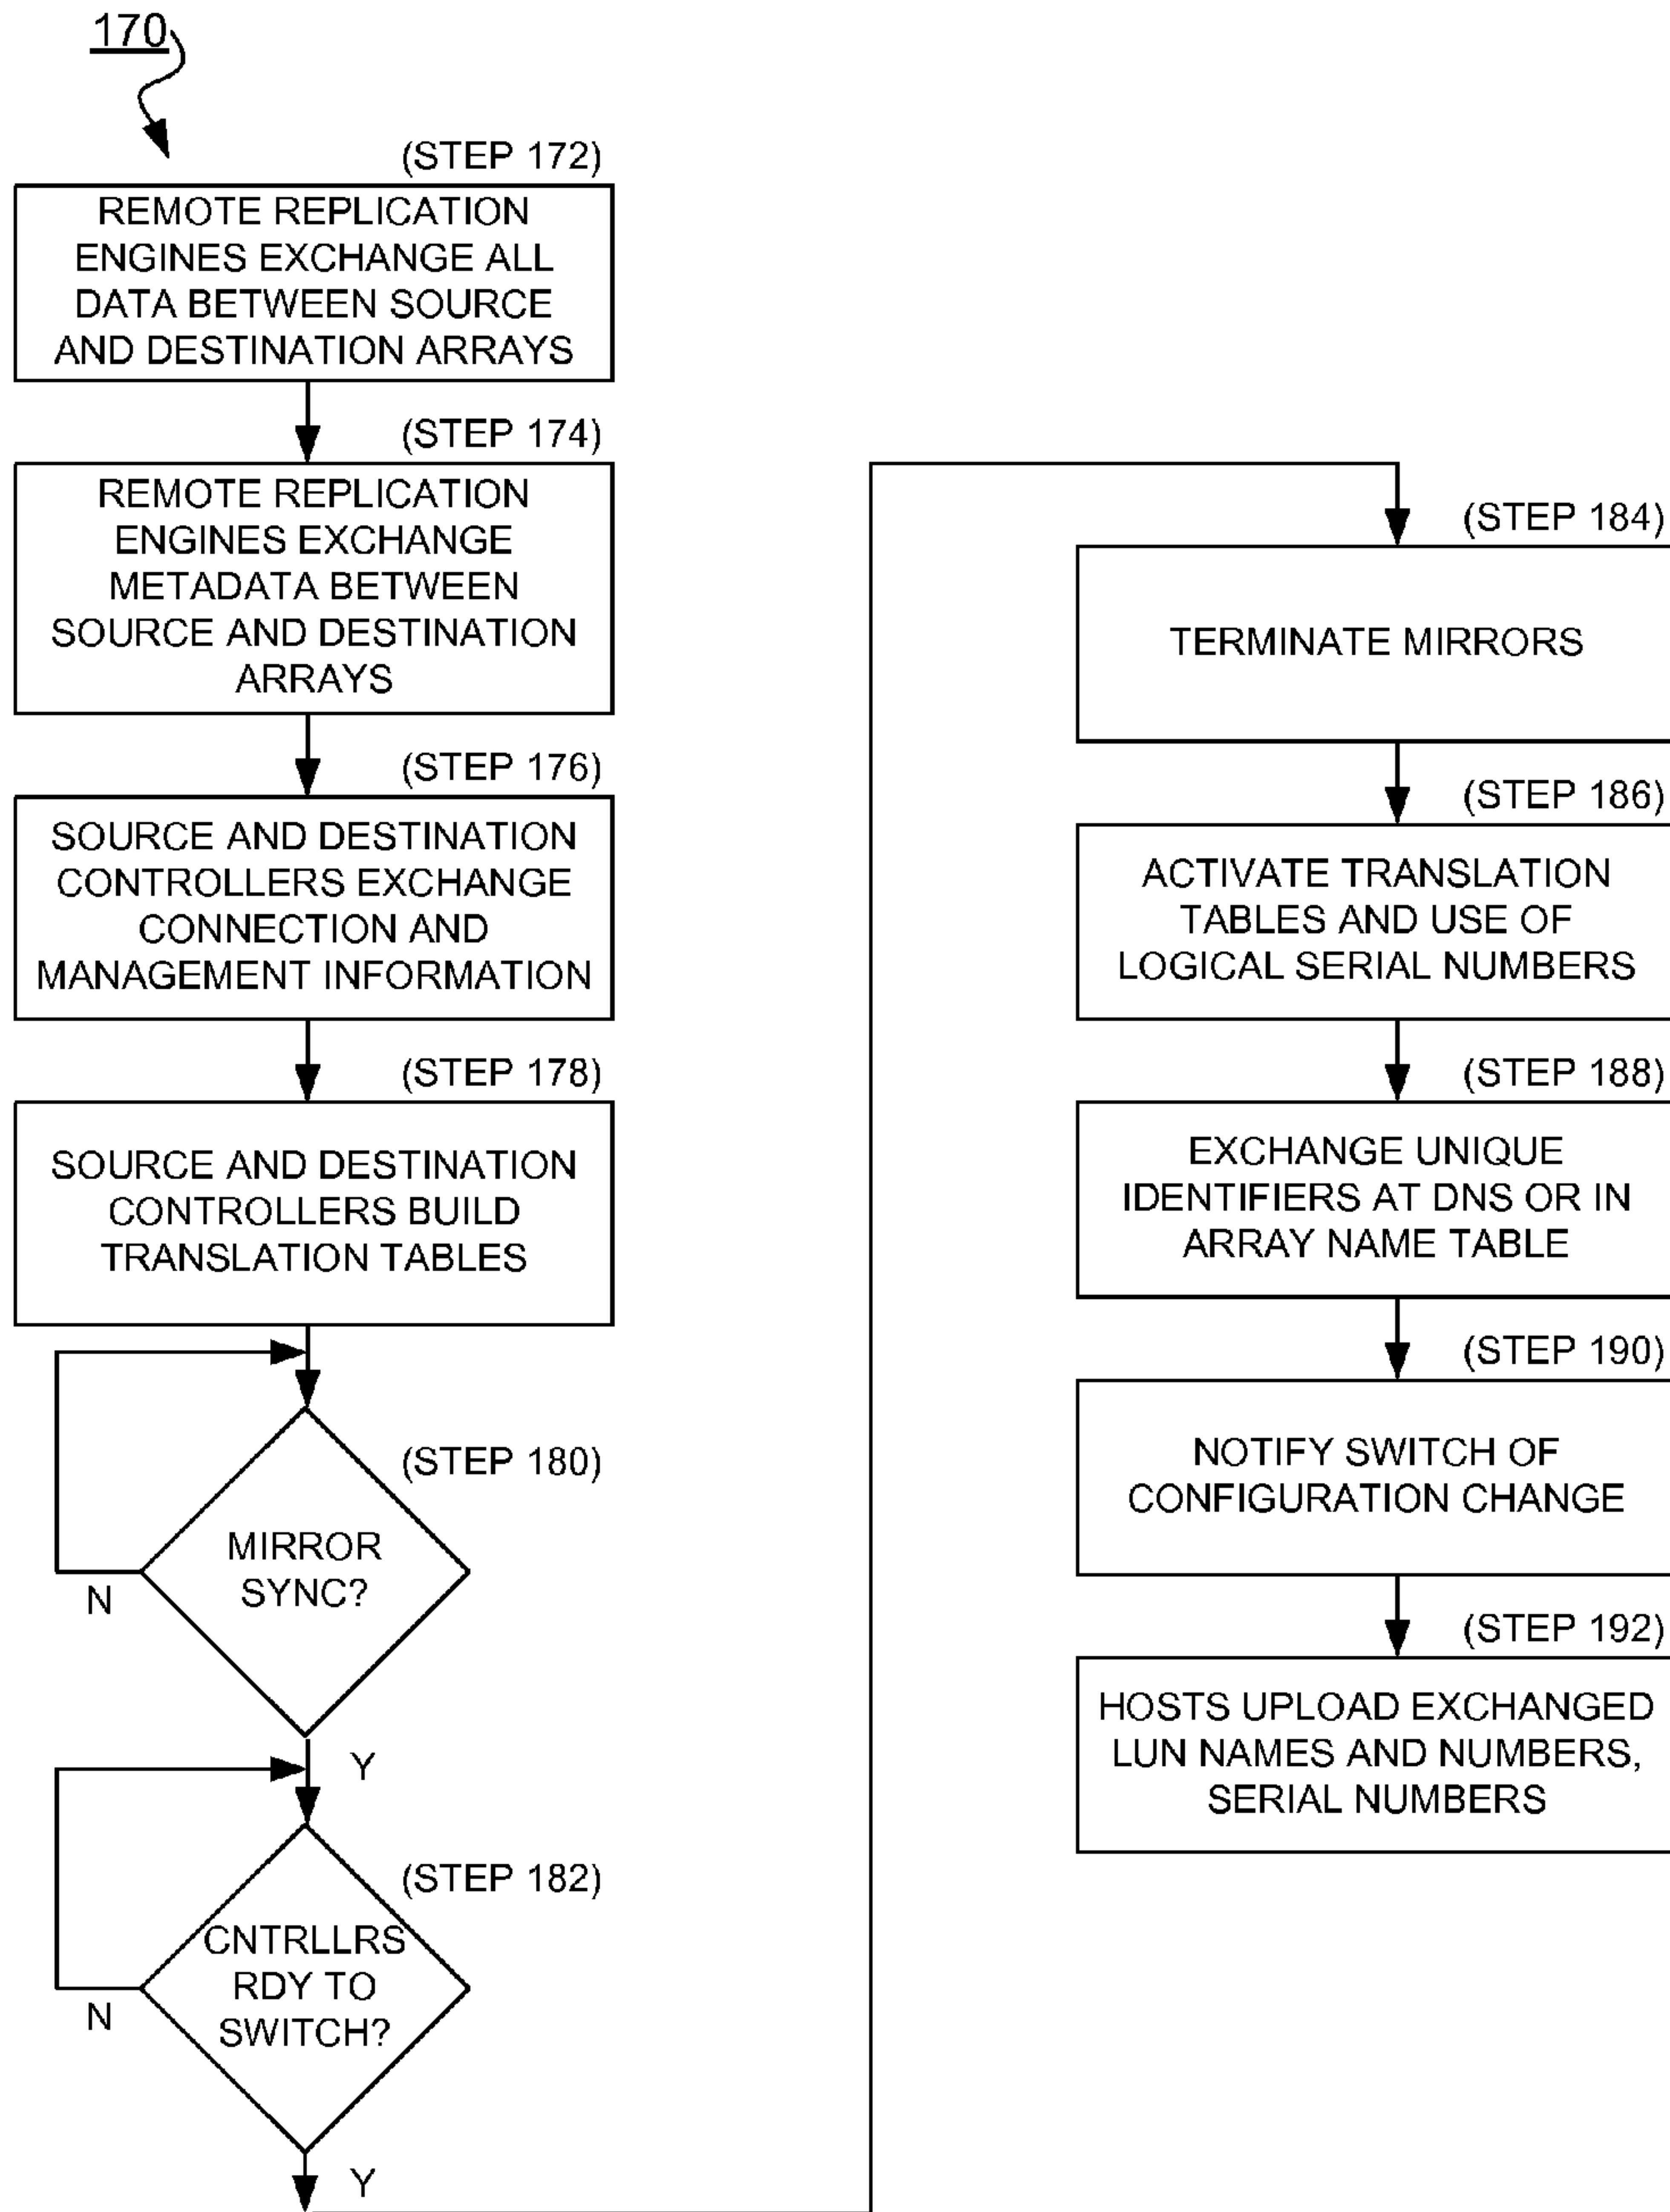 170
(STEP 172)
REMOTE REPLICATION
ENGINES EXCHANGE ALL
DATA BETWEEN SOURCE
AND DESTINATION ARRAYS
(STEP 174)
REMOTE REPLICATION
ENGINES EXCHANGE
METADATA BETWEEN
SOURCE AND DESTINATION
ARRAYS
(STEP 176)
SOURCE AND DESTINATION
CONTROLLERS EXCHANGE
CONNECTION AND
MANAGEMENT INFORMATION
(STEP 178)
SOURCE AND DESTINATION
CONTROLLERS BUILD
TRANSLATION TABLES
(STEP 180)
MIRROR
SYNC?
N
Y
(STEP 182)
CNTRLLRS
RDY TO
SWITCH?
N
Y
(STEP 184)
TERMINATE MIRRORS
(STEP 186)
ACTIVATE TRANSLATION
TABLES AND USE OF
LOGICAL SERIAL NUMBERS
(STEP 188)
EXCHANGE UNIQUE
IDENTIFIERS AT DNS OR IN
ARRAY NAME TABLE
(STEP 190)
NOTIFY SWITCH OF
CONFIGURATION CHANGE
(STEP 192)
HOSTS UPLOAD EXCHANGED
LUN NAMES AND NUMBERS,
SERIAL NUMBERS